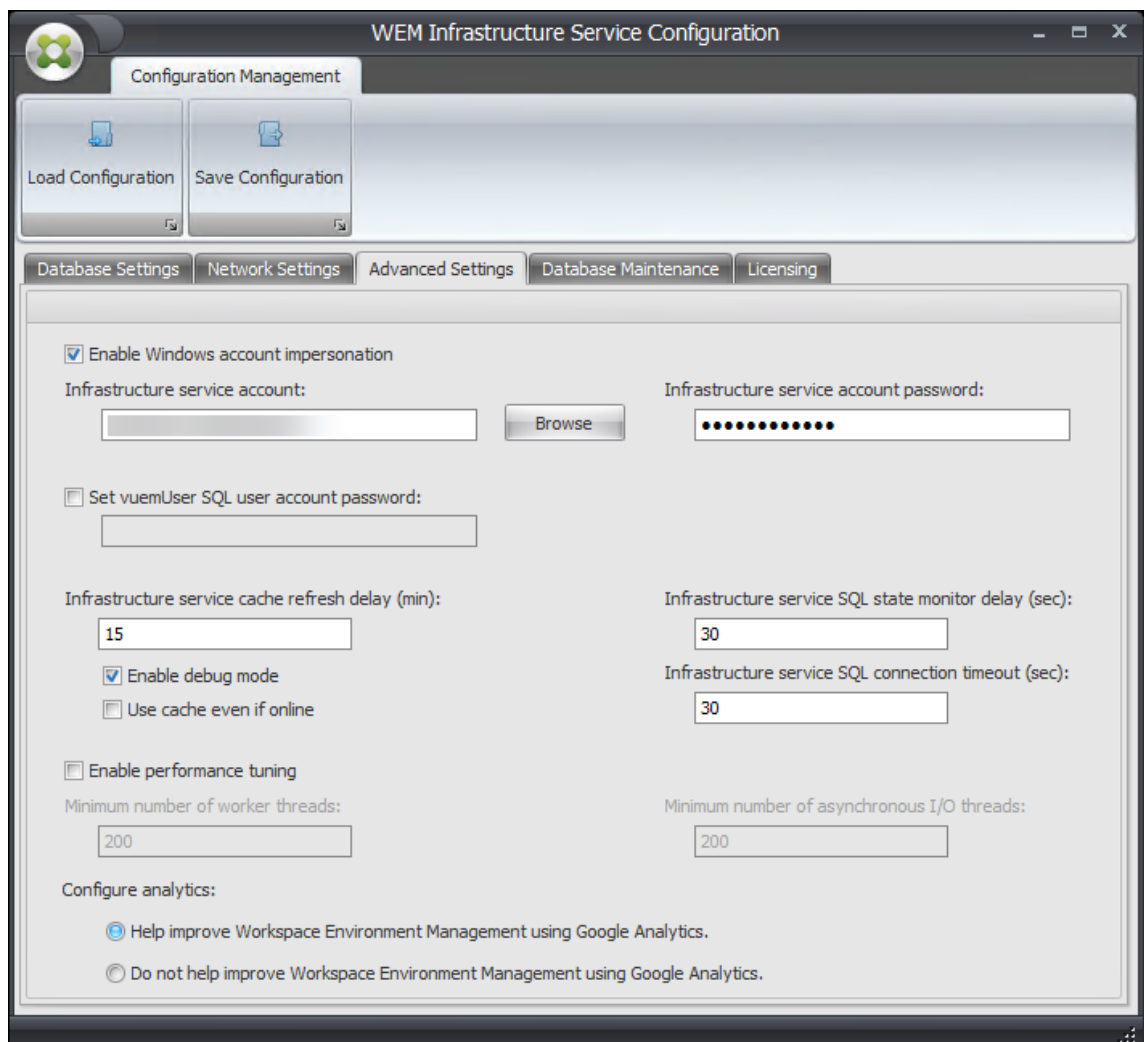 WEM Infrastructure Service Configuration
Configuration Management
Load Configuration Save Configuration
Database Settings Network Settings Advanced Settings Database Maintenance Licensing
Enable Windows account impersonation
Infrastructure service account: Infrastructure service account password:
Browse ●●●●●●●●●●●●
Set vuemUser SQL user account password:
Infrastructure service cache refresh delay (min): Infrastructure service SQL state monitor delay (sec):
15 30
Enable debug mode Infrastructure service SQL connection timeout (sec):
Use cache even if online 30
Enable performance tuning
Minimum number of worker threads: Minimum number of asynchronous I/O threads:
200 200
Configure analytics:
Help improve Workspace Environment Management using Google Analytics.
Do not help improve Workspace Environment Management using Google Analytics.